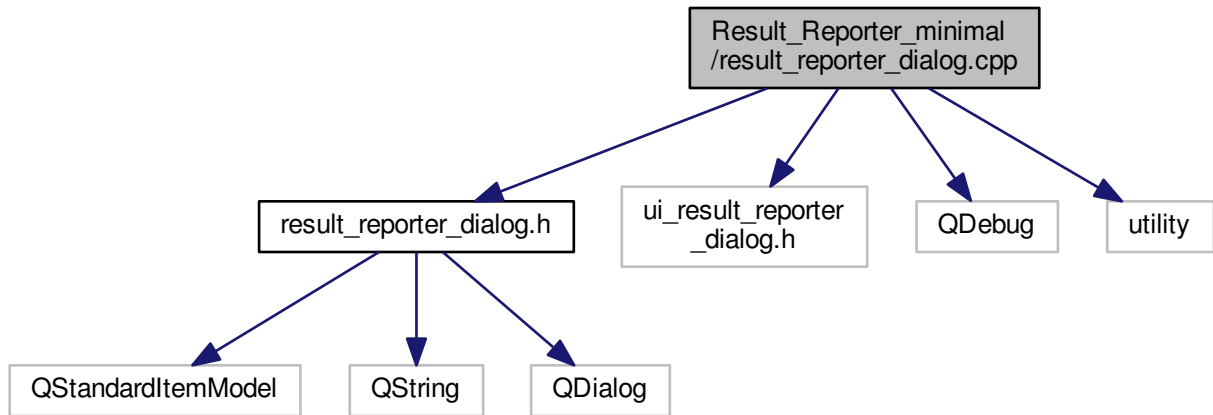 Result_Reporter_minimal
/result_reporter_dialog.cpp
result_reporter_dialog.h
ui_result_reporter
_dialog.h
QDebug
utility
QStandardItemModel
QString
QDialog